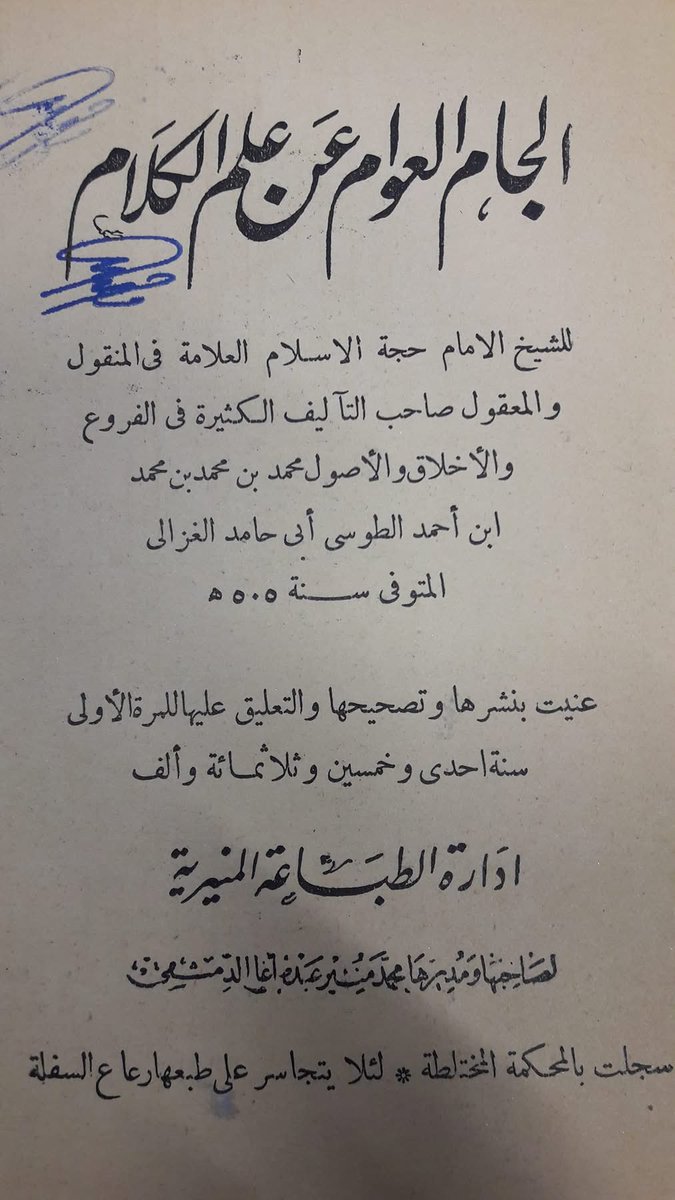 الجام العوام عن علم الكلام
للشيخ الامام حجة الاسلام العلامة فى المنقول
والمعقول صاحب التآليف الكثيرة فى الفروع
والأخلاق والأصول محمد بن محمد بن محمد
ابن أحمد الطوسى أبى حامد الغزالى
المتوفى سنة ٥٠٥ ه
عنيت بنشرها وتصحيحها والتعليق عليها للمرة الأولى
سنة احدى وخمسين وثلاثمائة وألف
ادارة الطباعة المنيرية
لصاحبها ومديرها محمد منير عبده أغا الدمشقى
سجلت بالمحكمة المختلطة * لئلا يتجاسر على طبعها رعاع السفلة